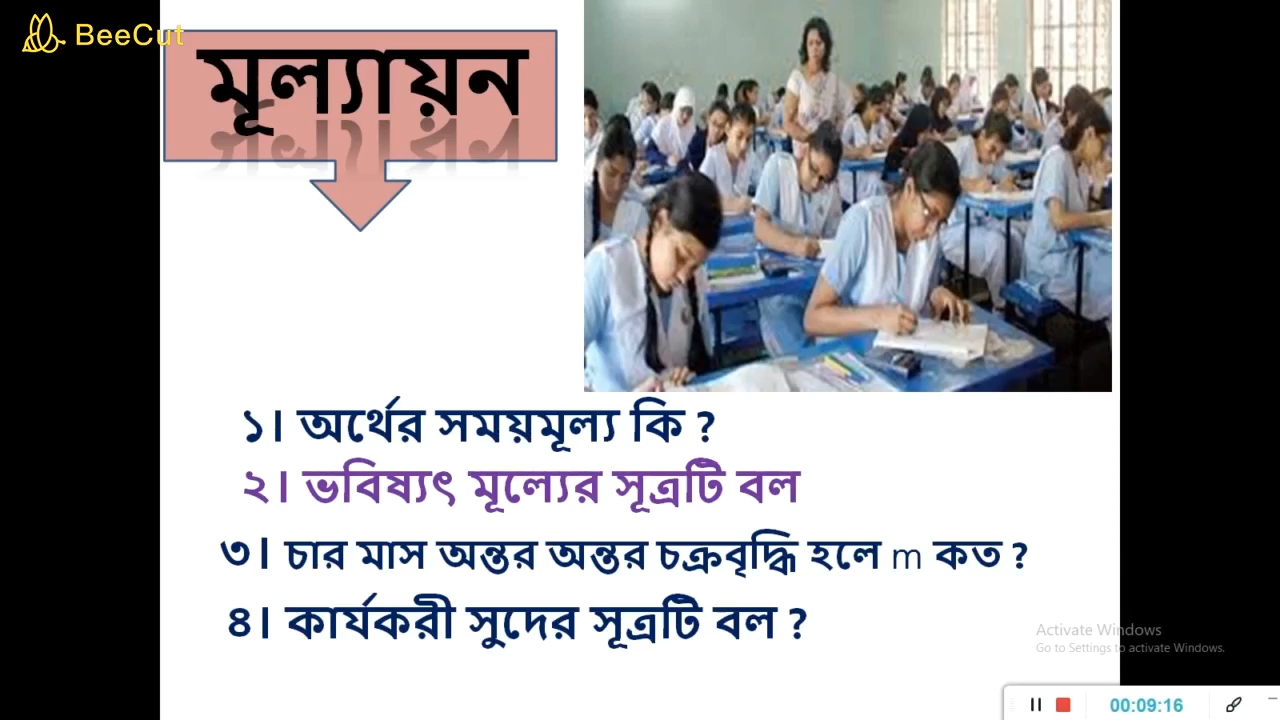 BeeCut
মূল্যায়ন
১। অর্থের সময়মূল্য কি ?
২। ভবিষ্যৎ মূল্যের সূত্রটি বল
৩। চার মাস অন্তর অন্তর চক্রবৃদ্ধি হলে m কত ?
৪। কার্যকরী সুদের সূত্রটি বল ?
Activate Windows
Go to Settings to activate Windows.
00:09:16